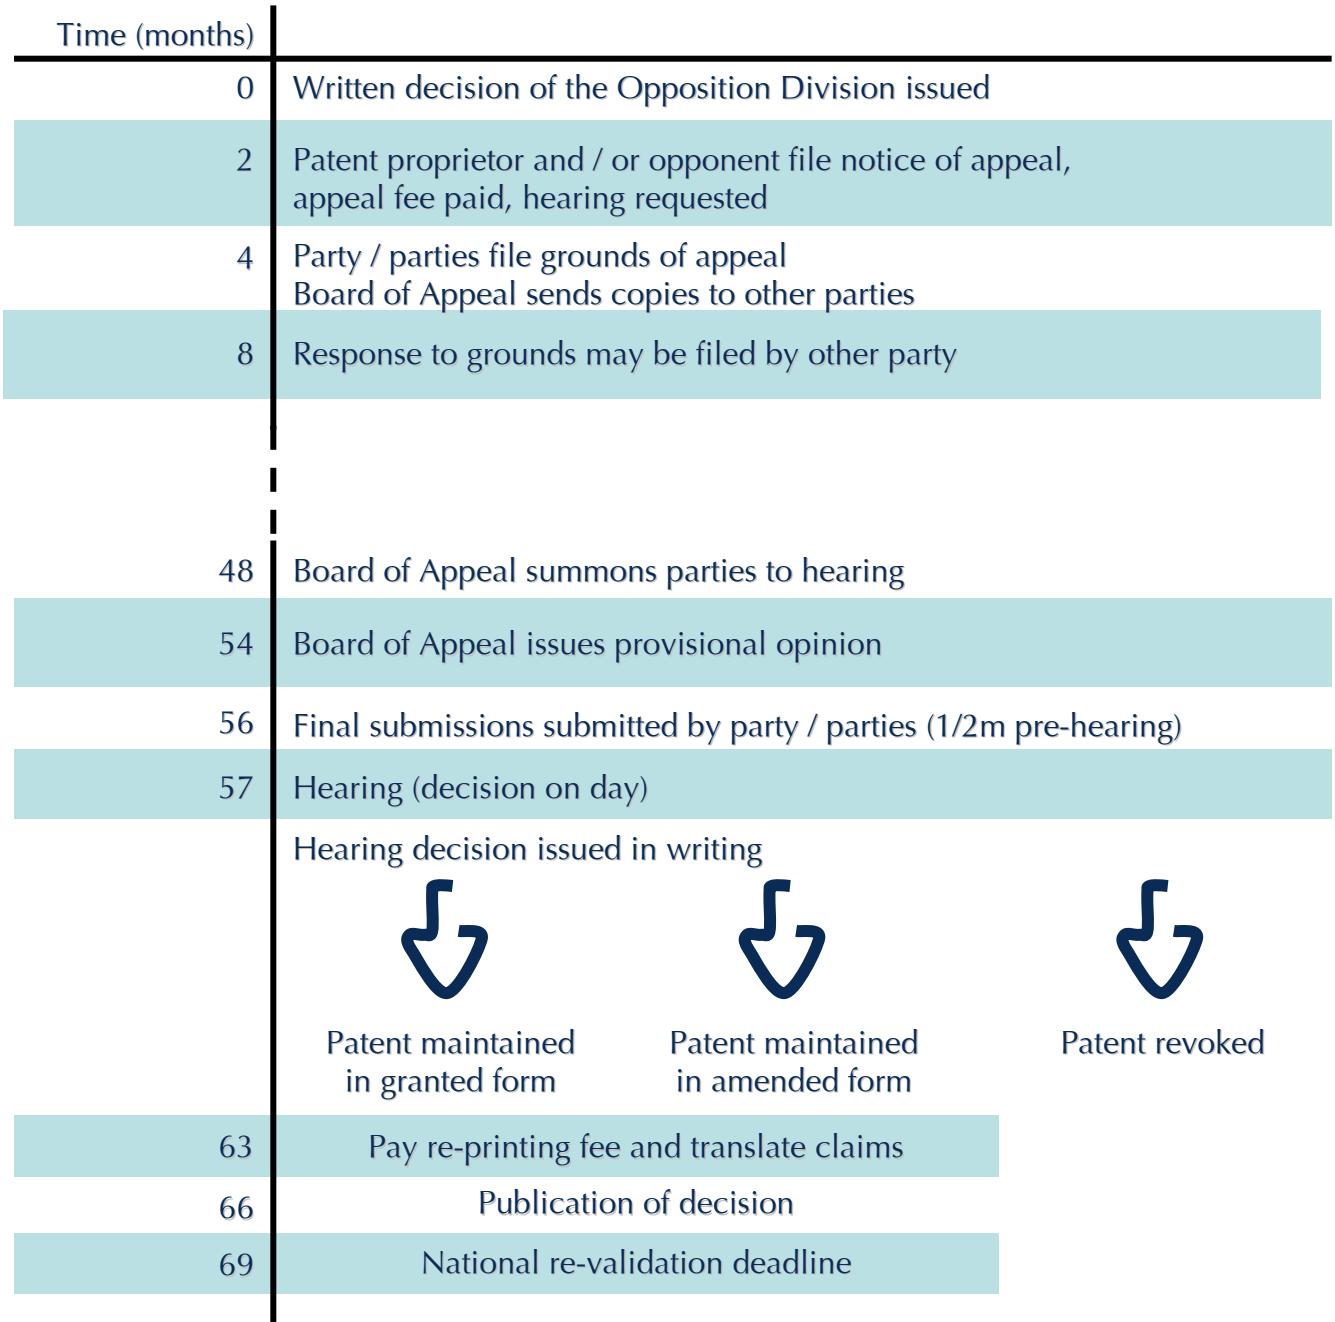 Time (months)
0 Written decision of the Opposition Division issued
2 Patent proprietor and / or opponent file notice of appeal,
appeal fee paid, hearing requested
4 Party / parties file grounds of appeal
Board of Appeal sends copies to other parties
8 Response to grounds may be filed by other party
48 Board of Appeal summons parties to hearing
54 Board of Appeal issues provisional opinion
56 Final submissions submitted by party / parties (1/2m pre-hearing)
57 Hearing (decision on day)
Hearing decision issued in writing
Patent maintained
in granted form
Patent maintained
in amended form
Patent revoked
63 Pay re-printing fee and translate claims
66 Publication of decision
69 National re-validation deadline